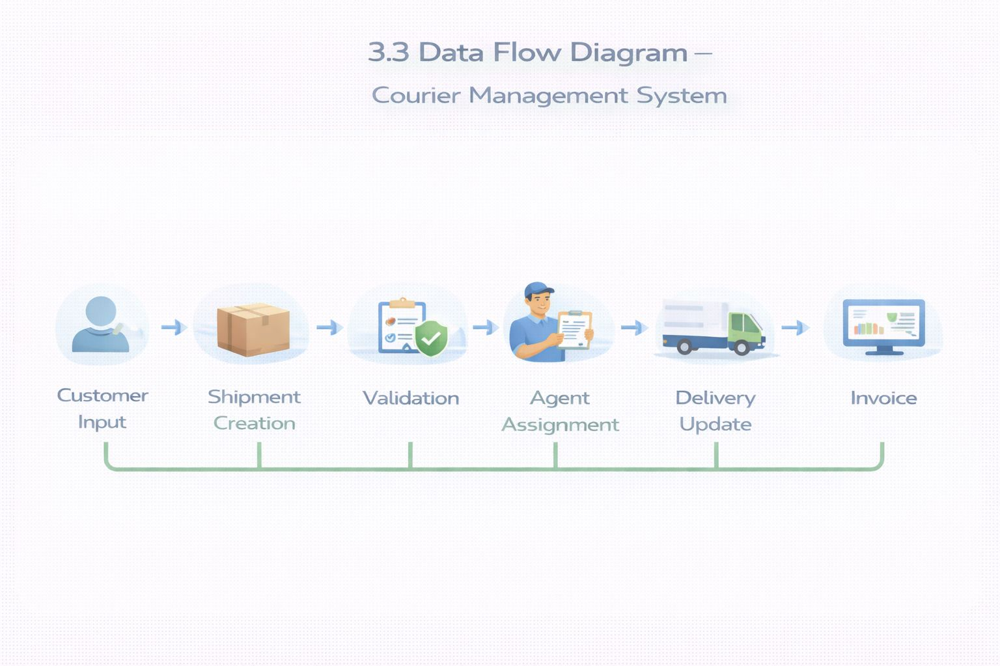 3.3 Data Flow Diagram –
Courier Management System
Customer
Input
Shipment
Creation
Validation
Agent
Assignment
Delivery
Update
Invoice